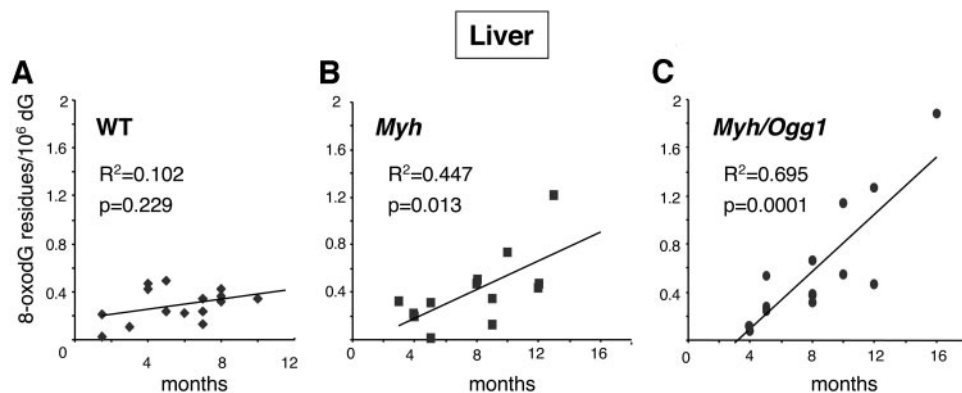 Liver
A
B
C
8-oxodG residues/10⁶ dG
2
1.6
1.2
0.8
0.4
0
WT
R²=0.102
p=0.229
4
8
12
months
2
1.6
1.2
0.8
0.4
0
Myh
R²=0.447
p=0.013
4
8
12
16
months
2
1.6
1.2
0.8
0.4
0
Myh/Ogg1
R²=0.695
p=0.0001
4
8
12
16
months